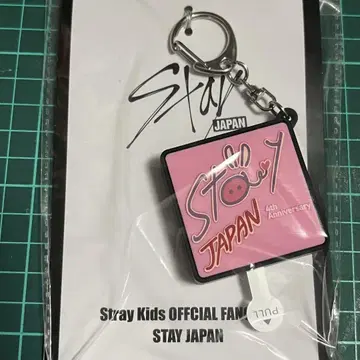 Stay
JAPAN
Stay
JAPAN
4th Anniversary
PULL
Stray Kids OFFCIAL FAN
STAY JAPAN